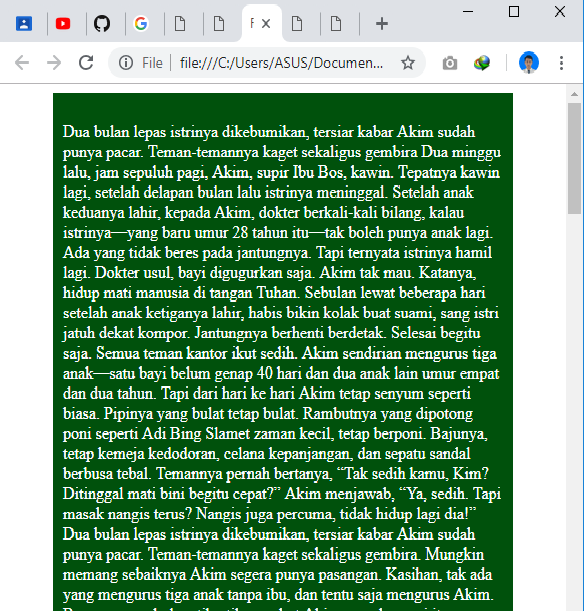 F
File
file:///C:/Users/ASUS/Documen...
Dua bulan lepas istrinya dikebumikan, tersiar kabar Akim sudah
punya pacar. Teman-temannya kaget sekaligus gembira Dua minggu
lalu, jam sepuluh pagi, Akim, supir Ibu Bos, kawin. Tepatnya kawin
lagi, setelah delapan bulan lalu istrinya meninggal. Setelah anak
keduanya lahir, kepada Akim, dokter berkali-kali bilang, kalau
istrinya—yang baru umur 28 tahun itu—tak boleh punya anak lagi.
Ada yang tidak beres pada jantungnya. Tapi ternyata istrinya hamil
lagi. Dokter usul, bayi digugurkan saja. Akim tak mau. Katanya,
hidup mati manusia di tangan Tuhan. Sebulan lewat beberapa hari
setelah anak ketiganya lahir, habis bikin kolak buat suami, sang istri
jatuh dekat kompor. Jantungnya berhenti berdetak. Selesai begitu
saja. Semua teman kantor ikut sedih. Akim sendirian mengurus tiga
anak—satu bayi belum genap 40 hari dan dua anak lain umur empat
dan dua tahun. Tapi dari hari ke hari Akim tetap senyum seperti
biasa. Pipinya yang bulat tetap bulat. Rambutnya yang dipotong
poni seperti Adi Bing Slamet zaman kecil, tetap berponi. Bajunya,
tetap kemeja kedodoran, celana kepanjangan, dan sepatu sandal
berbusa tebal. Temannya pernah bertanya, “Tak sedih kamu, Kim?
Ditinggal mati bini begitu cepat?” Akim menjawab, “Ya, sedih. Tapi
masak nangis terus? Nangis juga percuma, tidak hidup lagi dia!”
Dua bulan lepas istrinya dikebumikan, tersiar kabar Akim sudah
punya pacar. Teman-temannya kaget sekaligus gembira. Mungkin
memang sebaiknya Akim segera punya pasangan. Kasihan, tak ada
yang mengurus tiga anak tanpa ibu, dan tentu saja mengurus Akim.